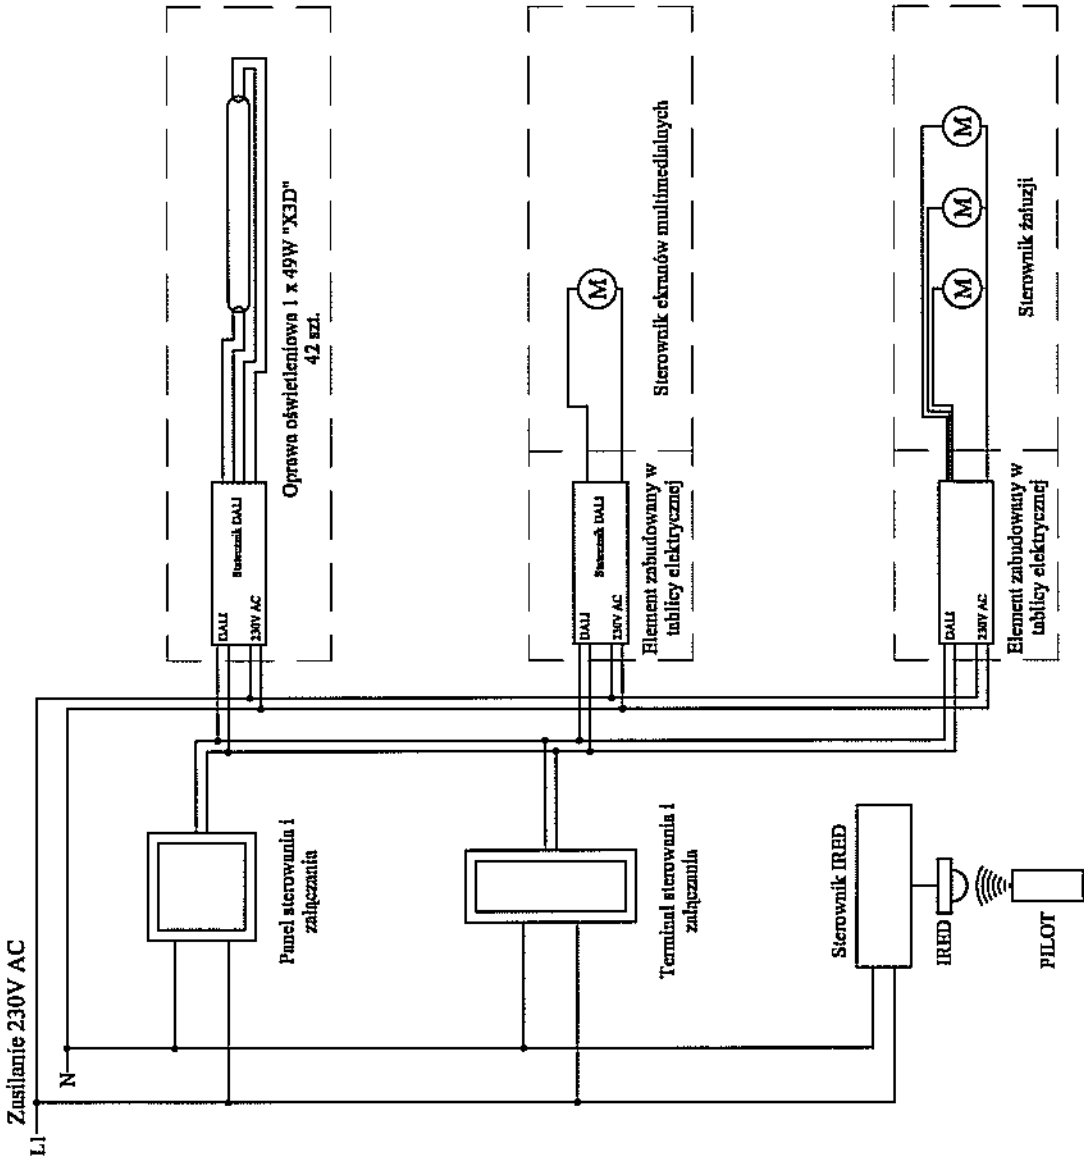 Zasilanie 230V AC
L1
N
Panel sterowania i
załączania
Terminal sterowania i
załączania
Sterownik IRED
IRED
PILOT
DALI
230V AC
Statecznik DALI
Oprawa oświetleniowa 1 x 49W "X3D"
42 szt.
DALI
230V AC
Statecznik DALI
Element zabudowany w
tablicy elektrycznej
M
Sterownik ekranów multimedialnych
DALI
230V AC
Element zabudowany w
tablicy elektrycznej
M
M
M
Sterownik żaluzji